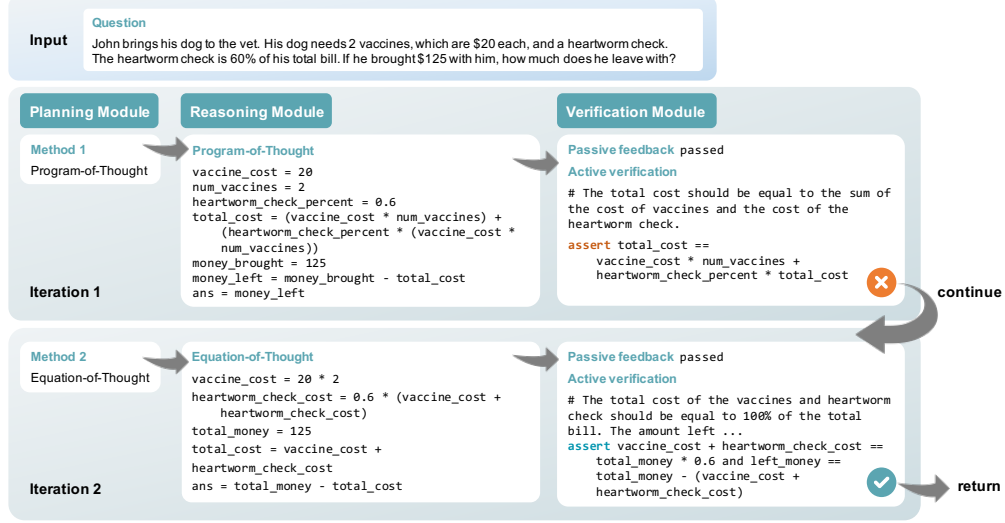 Input
Question
John brings his dog to the vet. His dog needs 2 vaccines, which are $20 each, and a heartworm check.
The heartworm check is 60% of his total bill. If he brought $125 with him, how much does he leave with?
Planning Module
Reasoning Module
Verification Module
Method 1
Program-of-Thought
Iteration 1
Program-of-Thought
vaccine_cost = 20
num_vaccines = 2
heartworm_check_percent = 0.6
total_cost = (vaccine_cost * num_vaccines) +
(heartworm_check_percent * (vaccine_cost *
num_vaccines))
money_brought = 125
money_left = money_brought - total_cost
ans = money_left
Passive feedback passed
Active verification
# The total cost should be equal to the sum of
the cost of vaccines and the cost of the
heartworm check.
assert total_cost ==
vaccine_cost * num_vaccines +
heartworm_check_percent * total_cost
continue
Method 2
Equation-of-Thought
Iteration 2
Equation-of-Thought
vaccine_cost = 20 * 2
heartworm_check_cost = 0.6 * (vaccine_cost +
heartworm_check_cost)
total_money = 125
total_cost = vaccine_cost +
heartworm_check_cost
ans = total_money - total_cost
Passive feedback passed
Active verification
# The total cost of the vaccines and heartworm
check should be equal to 100% of the total
bill. The amount left ...
assert vaccine_cost + heartworm_check_cost ==
total_money * 0.6 and left_money ==
total_money - (vaccine_cost +
heartworm_check_cost)
return